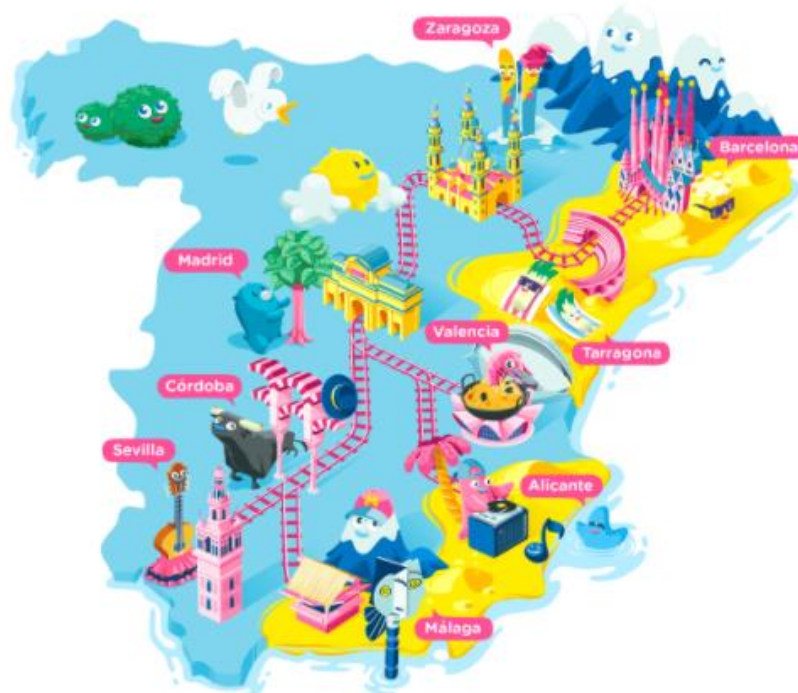 Zaragoza
Barcelona
Madrid
Valencia
Tarragona
Córdoba
Sevilla
Alicante
Málaga